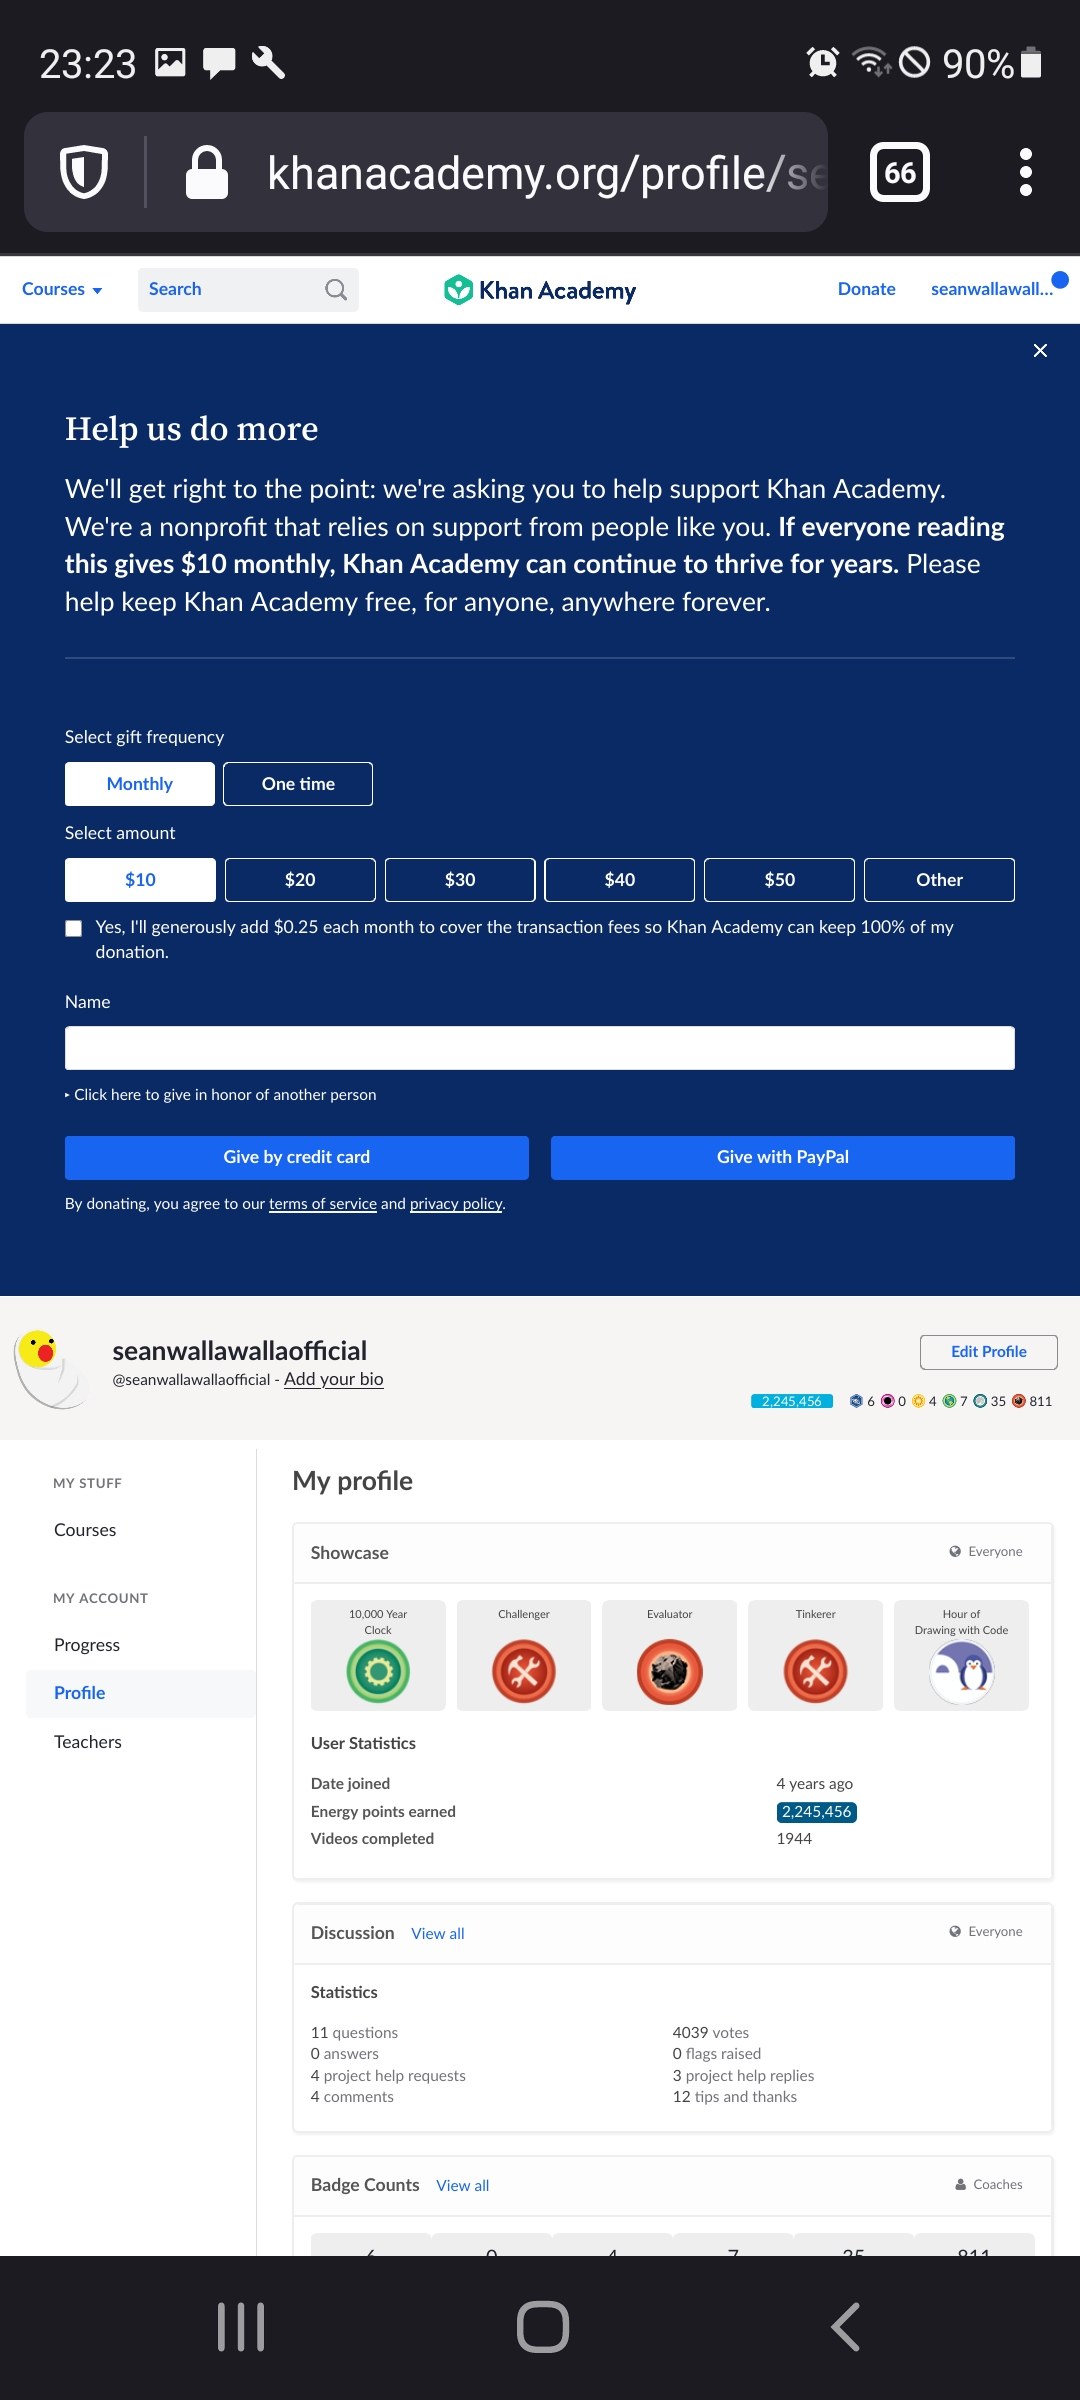 23:23
90%
khanacademy.org/profile/se
66
Courses
Search
Khan Academy
Donate
seanwallawall...
Help us do more
We'll get right to the point: we're asking you to help support Khan Academy.
We're a nonprofit that relies on support from people like you. If everyone reading
this gives $10 monthly, Khan Academy can continue to thrive for years. Please
help keep Khan Academy free, for anyone, anywhere forever.
Select gift frequency
Monthly
One time
Select amount
$10
$20
$30
$40
$50
Other
Yes, I'll generously add $0.25 each month to cover the transaction fees so Khan Academy can keep 100% of my
donation.
Name
Click here to give in honor of another person
Give by credit card
Give with PayPal
By donating, you agree to our terms of service and privacy policy.
seanwallawallaofficial
@seanwallawallaofficial - Add your bio
Edit Profile
2,245,456 6 0 4 7 35 811
MY STUFF
Courses
MY ACCOUNT
Progress
Profile
Teachers
My profile
Showcase
Everyone
10,000 Year
Clock
Challenger
Evaluator
Tinkerer
Hour of
Drawing with Code
User Statistics
Date joined 4 years ago
Energy points earned 2,245,456
Videos completed 1944
Discussion View all
Everyone
Statistics
11 questions
0 answers
4 project help requests
4 comments
4039 votes
0 flags raised
3 project help replies
12 tips and thanks
Badge Counts View all
Coaches
6 0 4 7 35 811